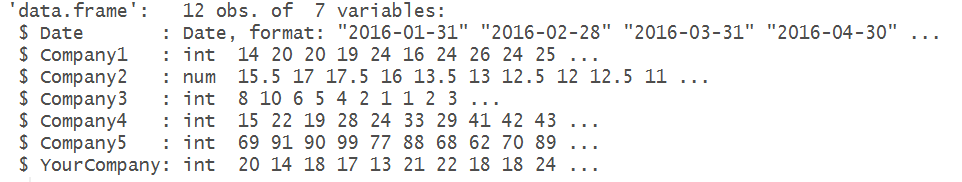 'data.frame':   12 obs. of  7 variables:
 $ Date       : Date, format: "2016-01-31" "2016-02-28" "2016-03-31" "2016-04-30" ...
 $ Company1   : int  14 20 20 19 24 16 24 26 24 25 ...
 $ Company2   : num  15.5 17 17.5 16 13.5 13 12.5 12 12.5 11 ...
 $ Company3   : int  8 10 6 5 4 2 1 1 2 3 ...
 $ Company4   : int  15 22 19 28 24 33 29 41 42 43 ...
 $ Company5   : int  69 91 90 99 77 88 68 62 70 89 ...
 $ YourCompany: int  20 14 18 17 13 21 22 18 18 24 ...